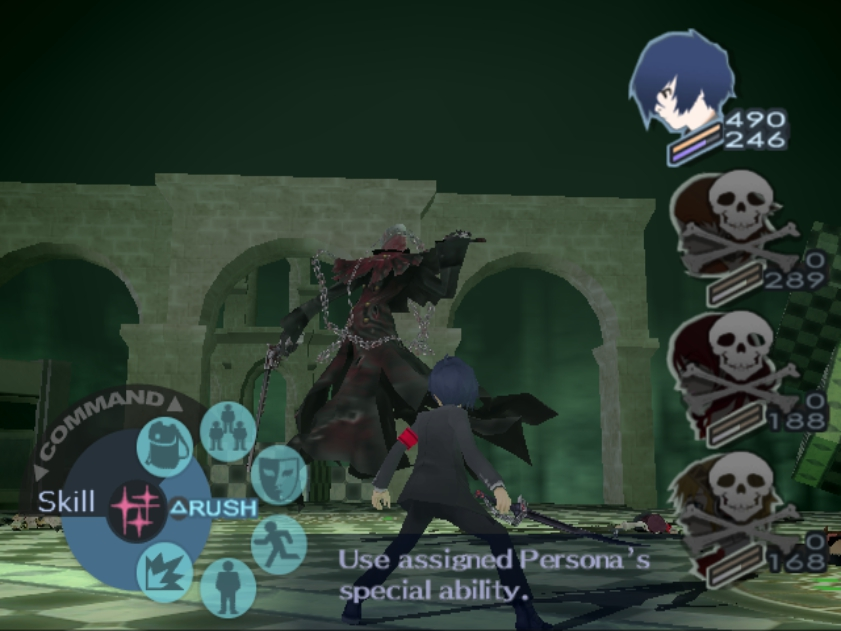 490
246
0
289
0
188
0
168
COMMAND
Skill
△RUSH
Use assigned Persona's
special ability.